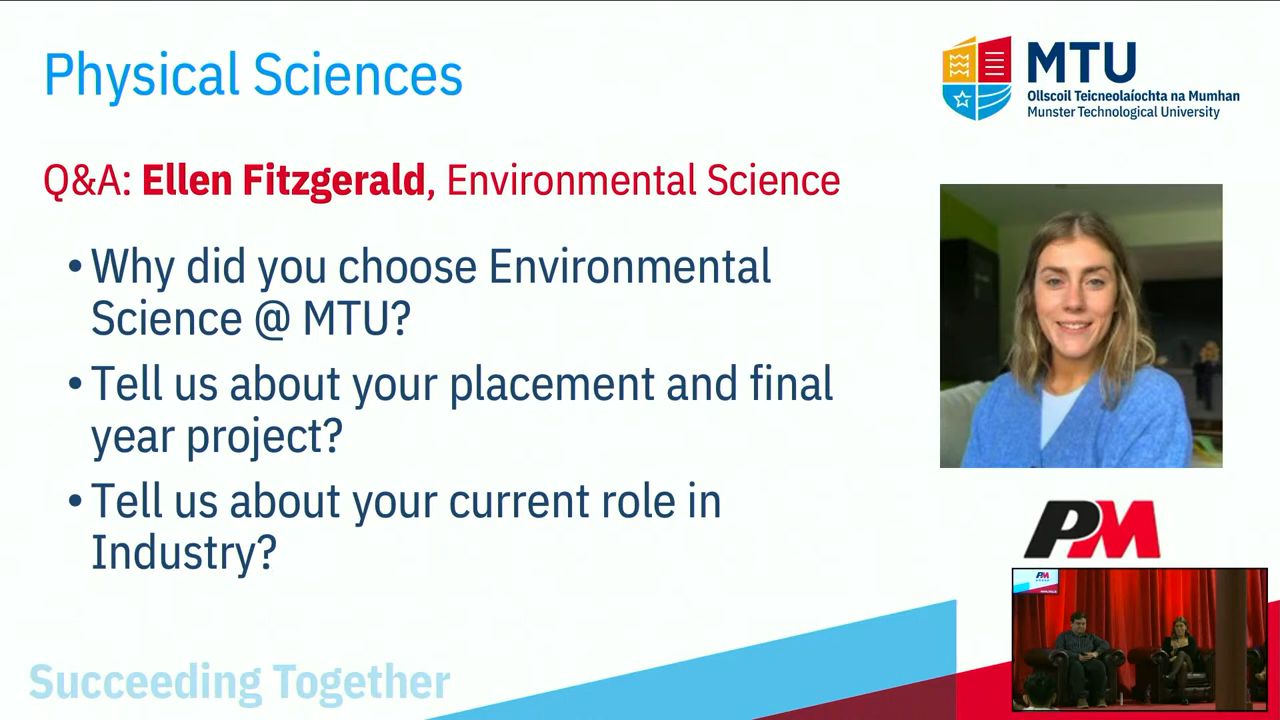 Physical Sciences
MTU
Ollscoil Teicneolaíochta na Mumhan
Munster Technological University
Q&A: Ellen Fitzgerald, Environmental Science
• Why did you choose Environmental
Science @ MTU?
• Tell us about your placement and final
year project?
• Tell us about your current role in
Industry?
PM
PM
Succeeding Together